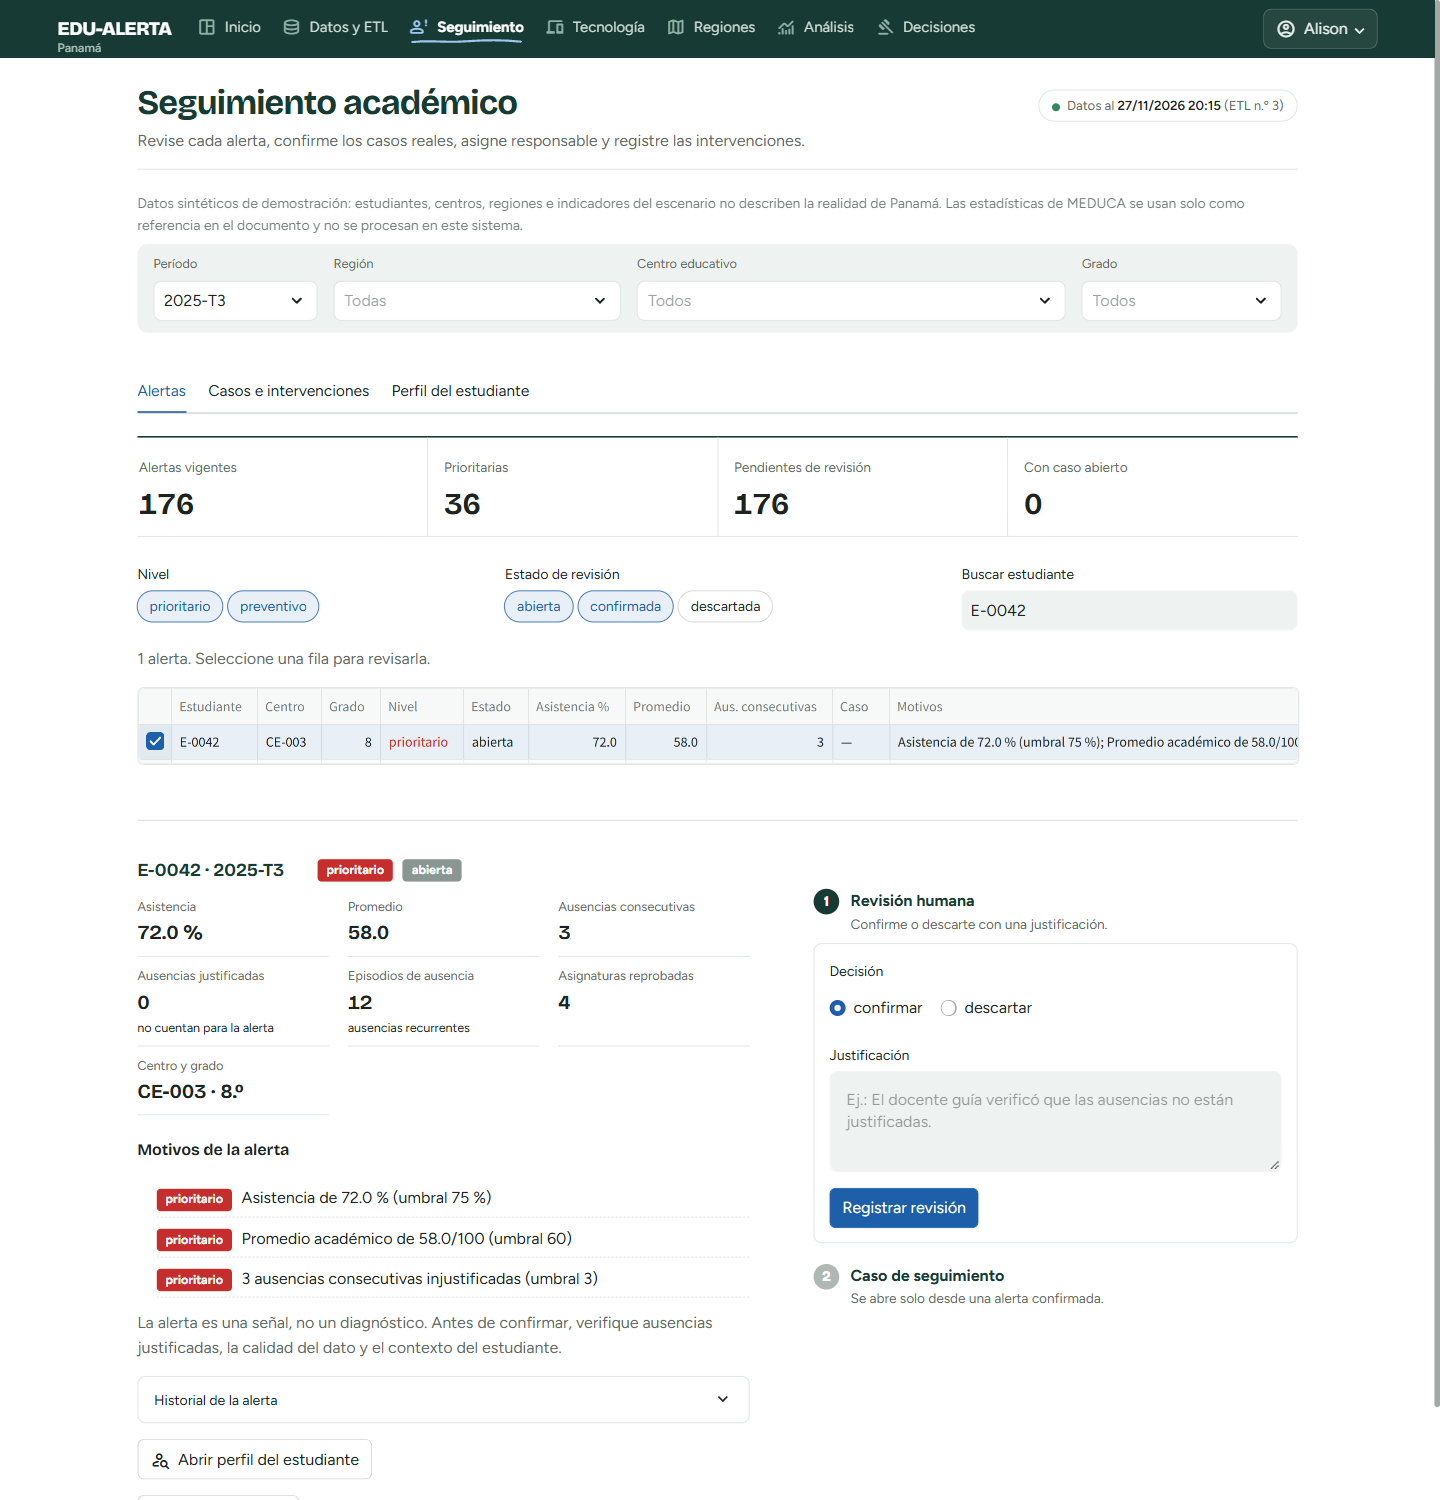 EDU-ALERTA
Panamá
Inicio
Datos y ETL
Seguimiento
Tecnología
Regiones
Análisis
Decisiones
Alison
Seguimiento académico
Datos al 27/11/2026 20:15 (ETL n.º 3)
Revise cada alerta, confirme los casos reales, asigne responsable y registre las intervenciones.
Datos sintéticos de demostración: estudiantes, centros, regiones e indicadores del escenario no describen la realidad de Panamá. Las estadísticas de MEDUCA se usan solo como
referencia en el documento y no se procesan en este sistema.
Período
Región
Centro educativo
Grado
2025-T3
Todas
Todos
Todos
Alertas
Casos e intervenciones
Perfil del estudiante
Alertas vigentes
Prioritarias
Pendientes de revisión
Con caso abierto
176
36
176
0
Nivel
Estado de revisión
Buscar estudiante
prioritario
preventivo
abierta
confirmada
descartada
E-0042
1 alerta. Seleccione una fila para revisarla.
Estudiante Centro Grado Nivel Estado Asistencia % Promedio Aus. consecutivas Caso Motivos
E-0042 CE-003 8 prioritario abierta 72.0 58.0 3 — Asistencia de 72.0 % (umbral 75 %); Promedio académico de 58.0/100
E-0042 · 2025-T3
prioritario
abierta
Asistencia
Promedio
Ausencias consecutivas
72.0 %
58.0
3
Ausencias justificadas
Episodios de ausencia
Asignaturas reprobadas
0
12
4
no cuentan para la alerta
ausencias recurrentes
Centro y grado
CE-003 · 8.º
Motivos de la alerta
prioritario Asistencia de 72.0 % (umbral 75 %)
prioritario Promedio académico de 58.0/100 (umbral 60)
prioritario 3 ausencias consecutivas injustificadas (umbral 3)
La alerta es una señal, no un diagnóstico. Antes de confirmar, verifique ausencias
justificadas, la calidad del dato y el contexto del estudiante.
Historial de la alerta
Abrir perfil del estudiante
1 Revisión humana
Confirme o descarte con una justificación.
Decisión
confirmar
descartar
Justificación
Ej.: El docente guía verificó que las ausencias no están
justificadas.
Registrar revisión
2 Caso de seguimiento
Se abre solo desde una alerta confirmada.